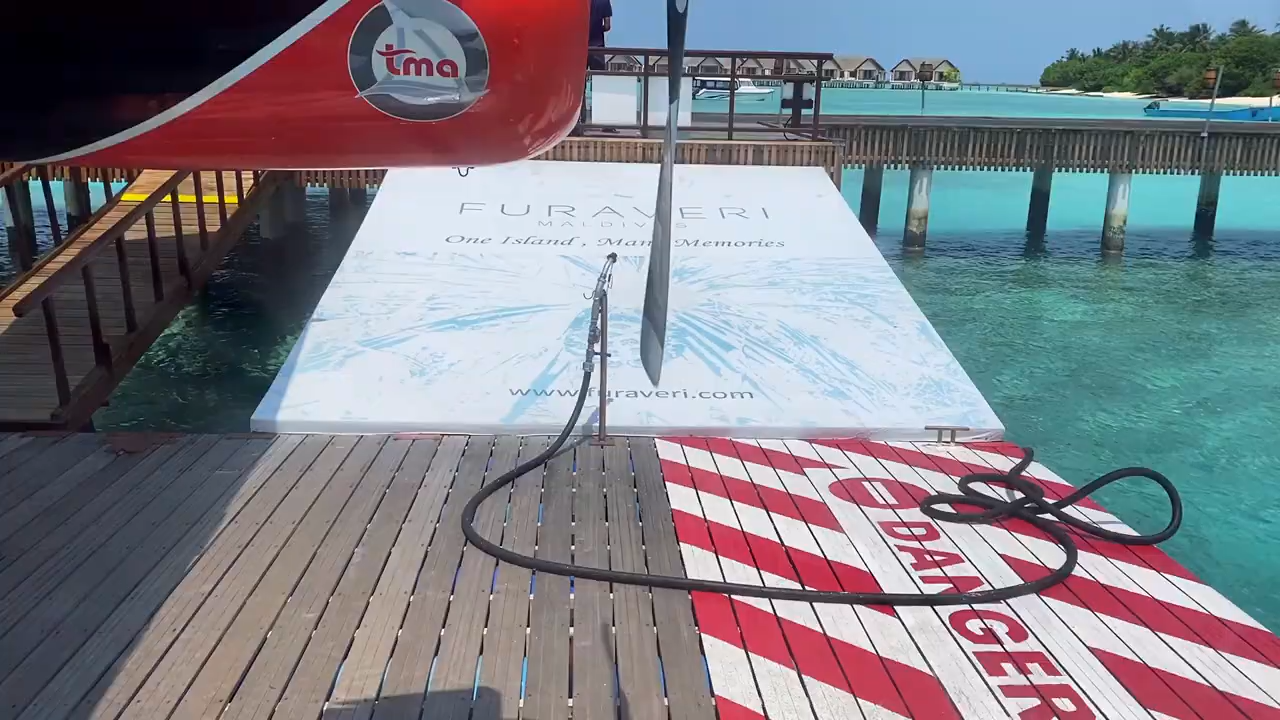 tma
FURAVERI
MALDIVES
One Island , Many Memories
www.furaveri.com
DANGER